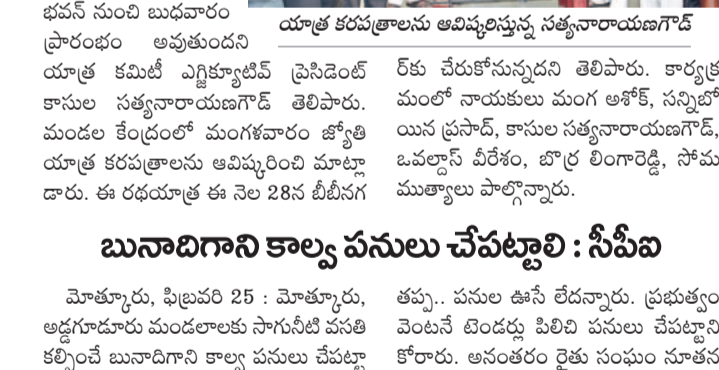 భవన్ నుంచి బుధవారం
ప్రారంభం అవుతుందని
యాత్ర కమిటీ ఎగ్జిక్యూటివ్ ప్రెసిడెంట్
కాసుల సత్యనారాయణగౌడ్ తెలిపారు.
మండల కేంద్రంలో మంగళవారం జ్యోతి
యాత్ర కరపత్రాలను ఆవిష్కరించి మాట్లా
డారు. ఈ రథయాత్ర ఈ నెల 28న బీబీనగ
యాత్ర కరపత్రాలను ఆవిష్కరిస్తున్న సత్యనారాయణగౌడ్
ర్‌కు చేరుకోనున్నదని తెలిపారు. కార్యక్ర
మంలో నాయకులు మంగ అశోక్, సన్నిబో
యిన ప్రసాద్, కాసుల సత్యనారాయణగౌడ్,
ఒవల్దాస్ వీరేశం, బొర్ర లింగారెడ్డి, సోమ
ముత్యాలు పాల్గొన్నారు.
బునాదిగాని కాల్వ పనులు చేపట్టాలి : సీపీఐ
మోత్కూరు, ఫిబ్రవరి 25 : మోత్కూరు,
అడ్డగూడూరు మండలాలకు సాగునీటి వసతి
కల్పించే బునాదిగాని కాల్వ పనులు చేపట్టా
తప్ప.. పనుల ఊసే లేదన్నారు. ప్రభుత్వం
వెంటనే టెండర్లు పిలిచి పనులు చేపట్టాని
కోరారు. అనంతరం రైతు సంఘం నూతన